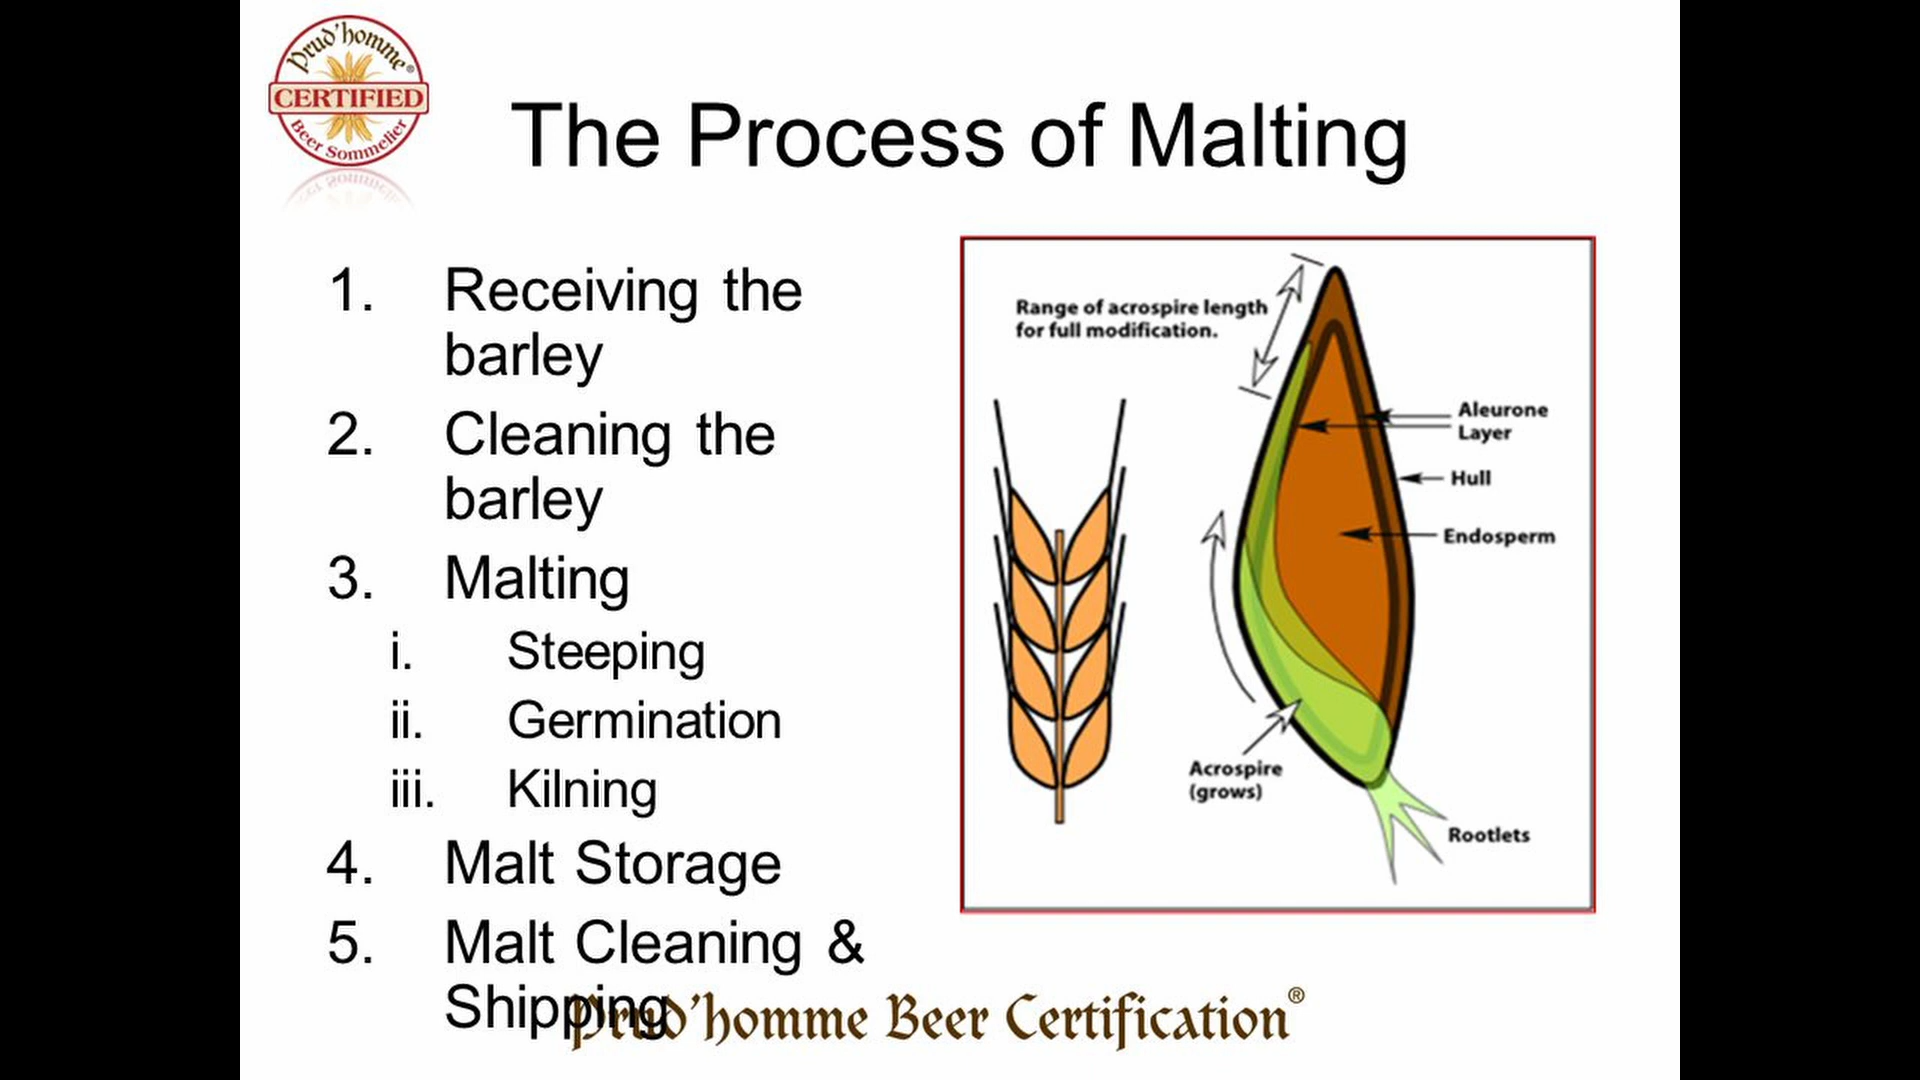 Prud'homme®
CERTIFIED
Beer Sommelier
The Process of Malting
1. Receiving the
barley
2. Cleaning the
barley
3. Malting
i. Steeping
ii. Germination
iii. Kilning
4. Malt Storage
5. Malt Cleaning &
Shipping
Range of acrospire length
for full modification.
Aleurone
Layer
Hull
Endosperm
Acrospire
(grows)
Rootlets
Prud'homme Beer Certification®